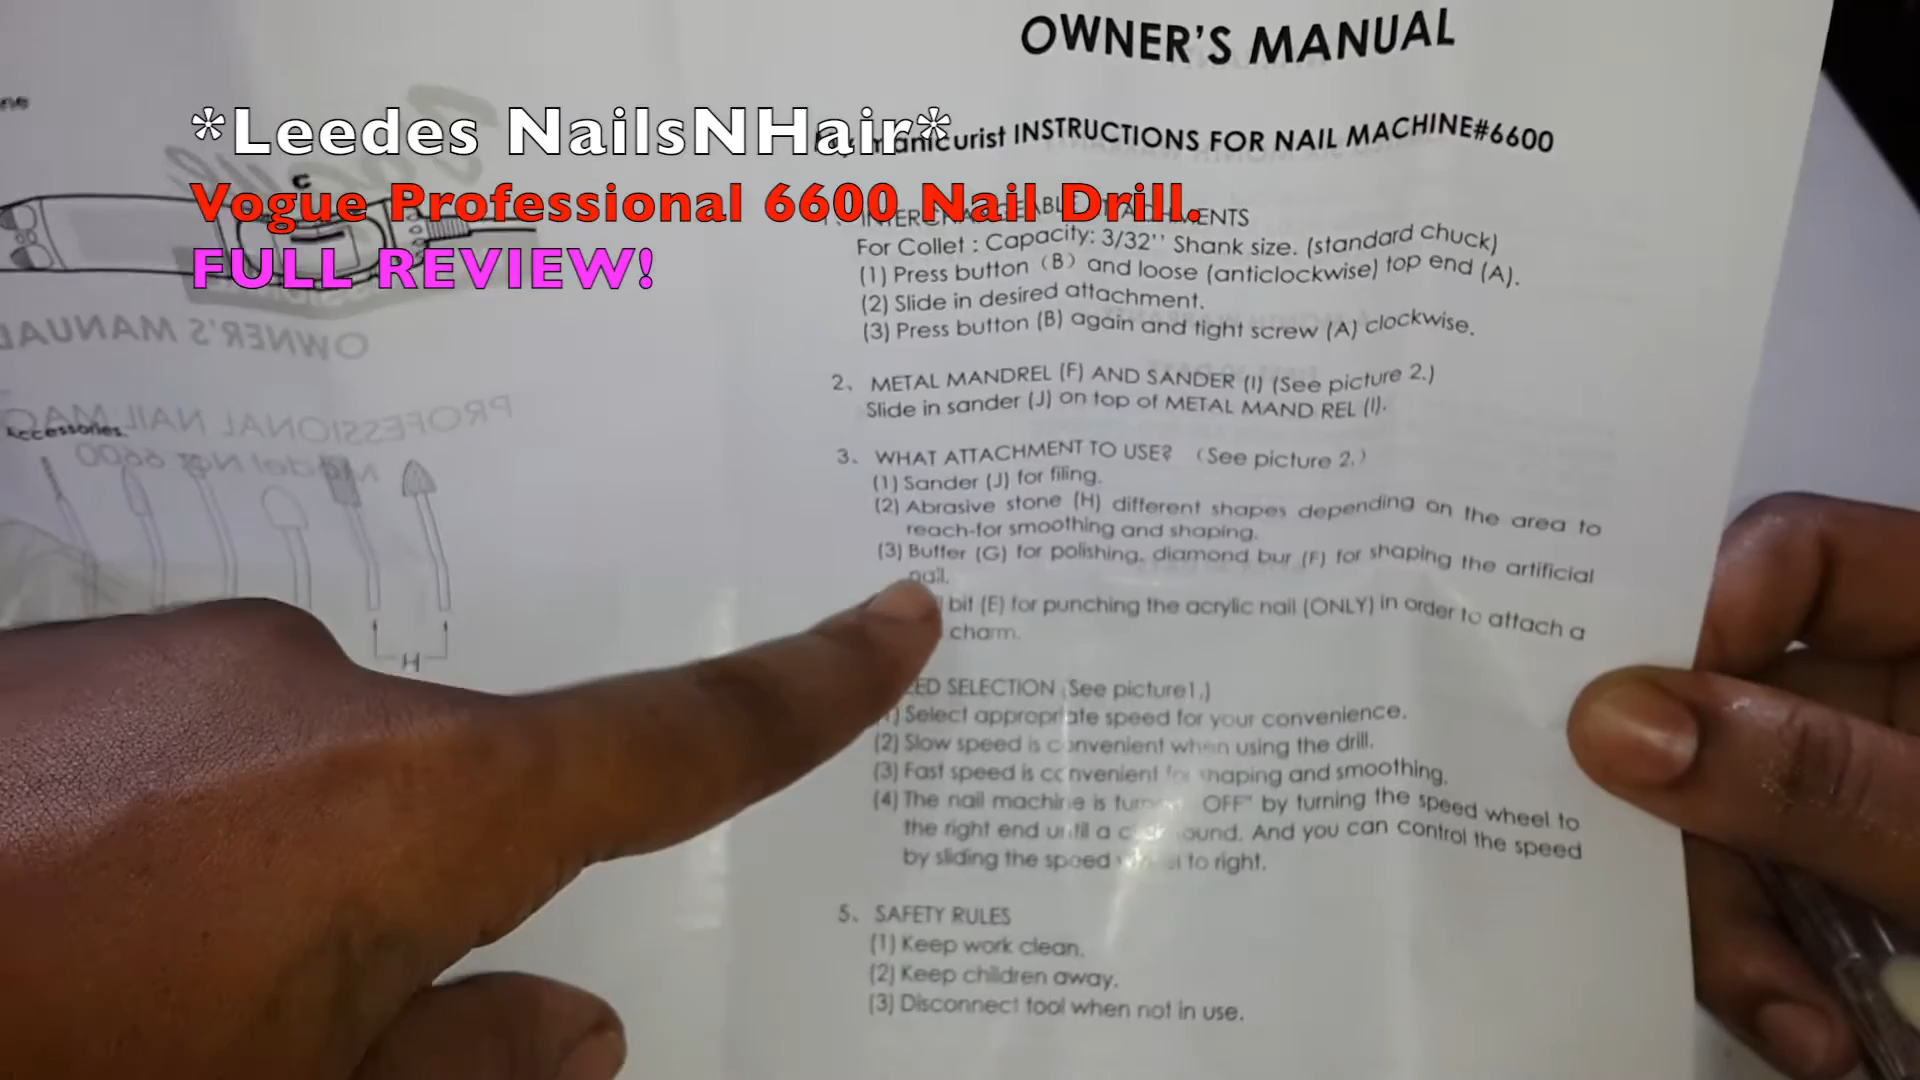 *Leedes NailsNHair*
Vogue Professional 6600 Nail Drill.
FULL REVIEW!
OWNER'S MANUAL
manicurist INSTRUCTIONS FOR NAIL MACHINE#6600
INTERCHANGEABLE ATTACHMENTS
For Collet : Capacity: 3/32'' Shank size. (standard chuck)
(1) Press button (B) and loose (anticlockwise) top end (A).
(2) Slide in desired attachment.
(3) Press button (B) again and tight screw (A) clockwise.
2、 METAL MANDREL (F) AND SANDER (I) (See picture 2.)
Slide in sander (J) on top of METAL MAND REL (I).
3、 WHAT ATTACHMENT TO USE? (See picture 2.)
(1) Sander (J) for filing.
(2) Abrasive stone (H) different shapes depending on the area to
reach-for smoothing and shaping.
(3) Buffer (G) for polishing, diamond bur (F) for shaping the artificial
nail.
bit (E) for punching the acrylic nail (ONLY) in order to attach a
charm.
SELECTION (See picture1.)
(1) Select appropriate speed for your convenience.
(2) Slow speed is convenient when using the drill.
(3) Fast speed is convenient for shaping and smoothing.
(4) The nail machine is turned OFF" by turning the speed wheel to
the right end until a sound. And you can control the speed
by sliding the speed wheel to right.
5、 SAFETY RULES
(1) Keep work clean.
(2) Keep children away.
(3) Disconnect tool when not in use.
C
OWNER'S MANUAL
PROFESSIONAL NAIL MAC
Model No: 6600
Accessories.
H